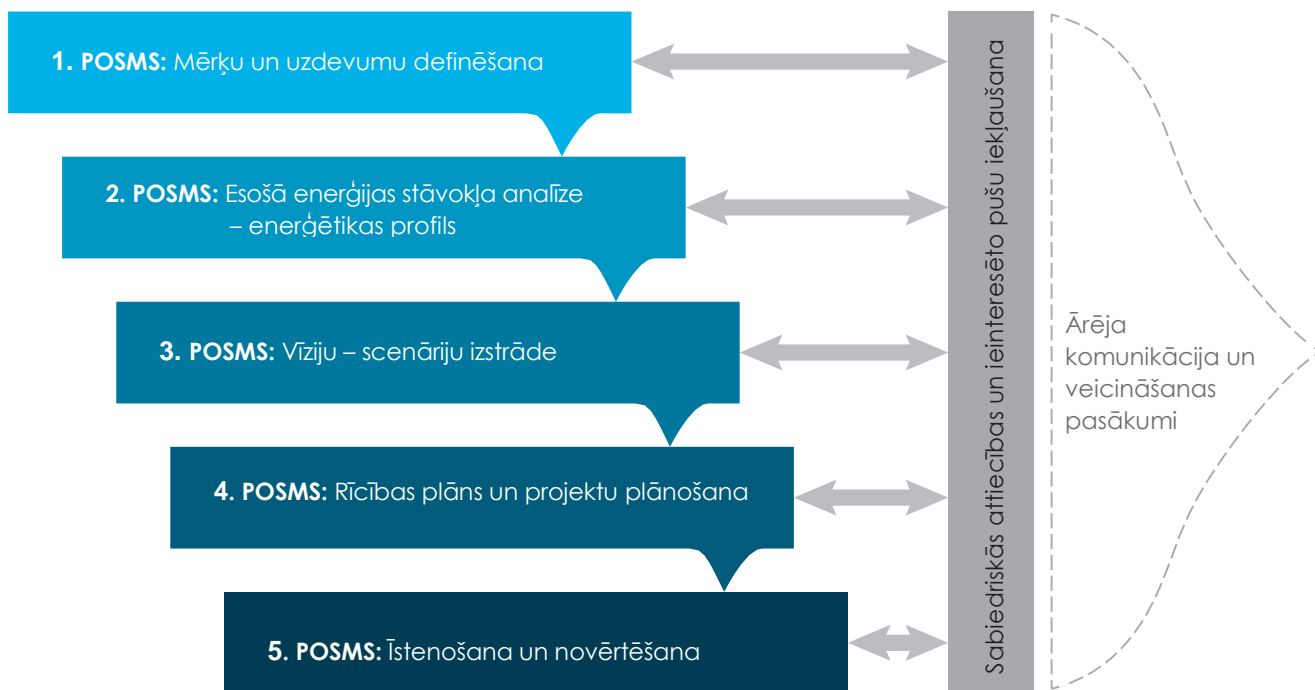 1. POSMS: Mērķu un uzdevumu definēšana
2. POSMS: Esošā enerģijas stāvokļa analīze
– enerģētikas profils
3. POSMS: Vīziju – scenāriju izstrāde
4. POSMS: Rīcības plāns un projektu plānošana
5. POSMS: Īstenošana un novērtēšana
Sabiedriskās attiecības un ieinteresēto pušu iekļaušana
Ārēja
komunikācija un
veicināšanas
pasākumi